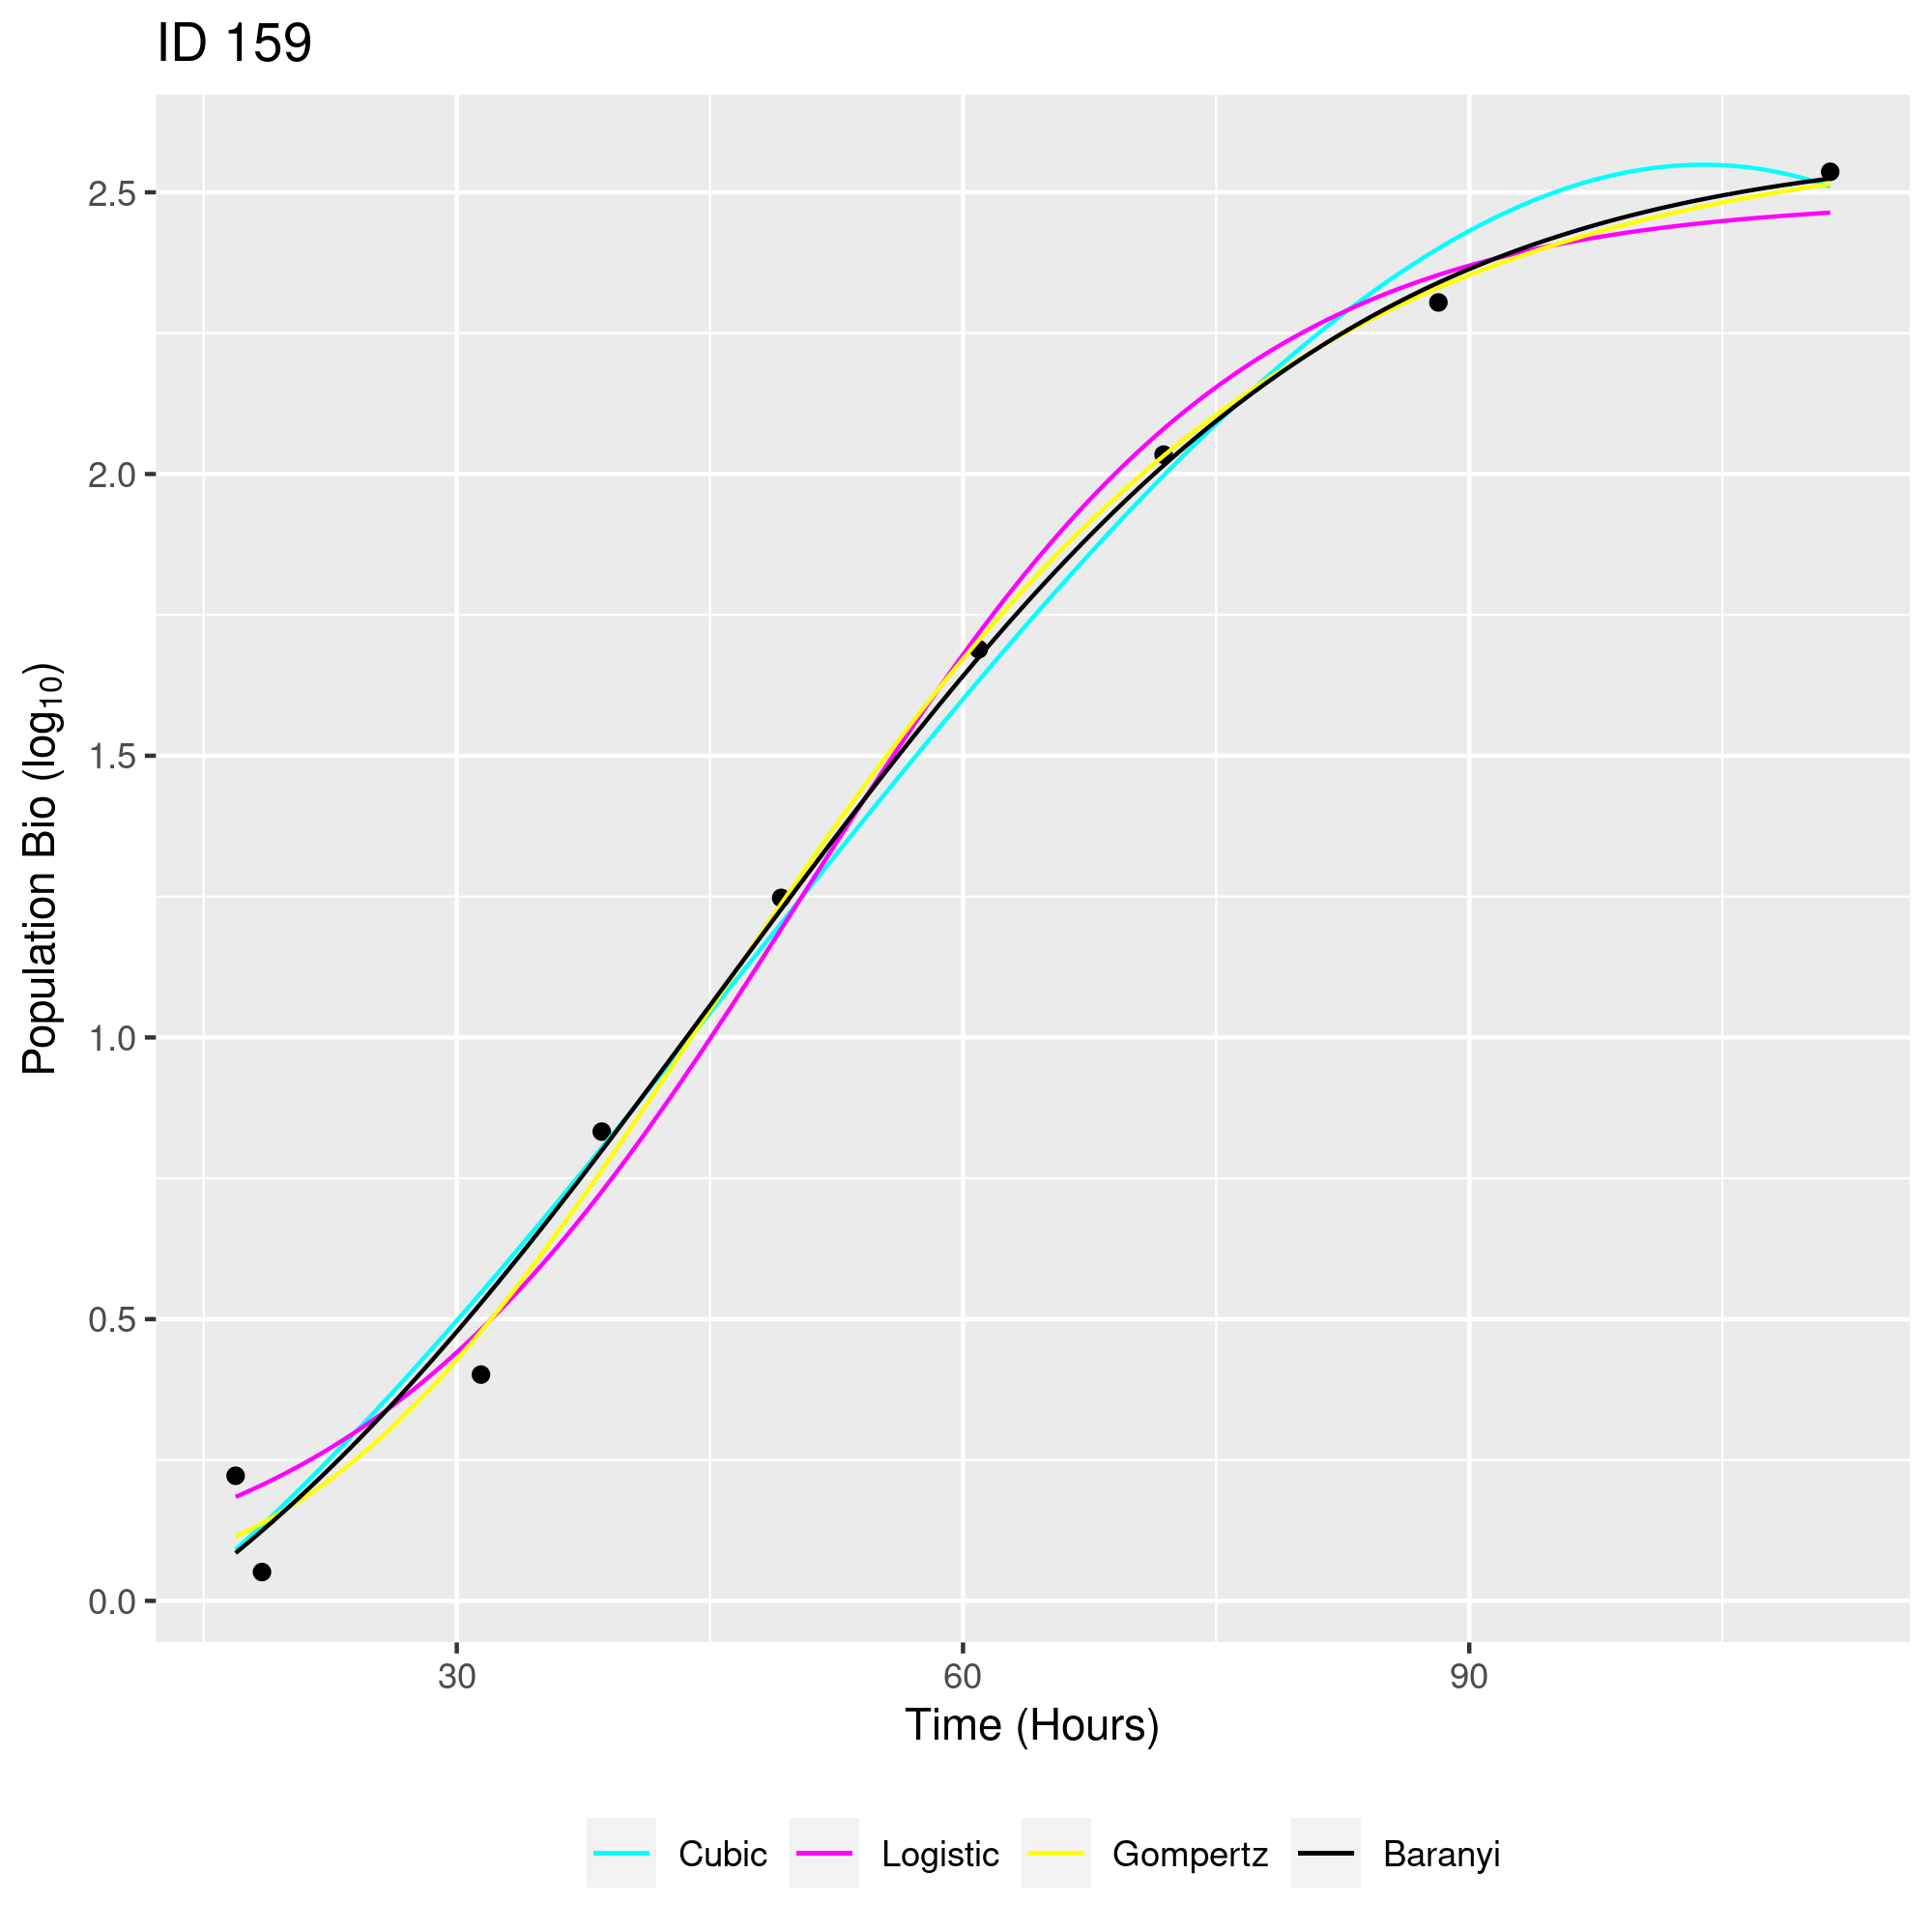 ID 159
Population Bio (log₁₀)
2.5
2.0
1.5
1.0
0.5
0.0
30 60 90
Time (Hours)
Cubic Logistic Gompertz Baranyi